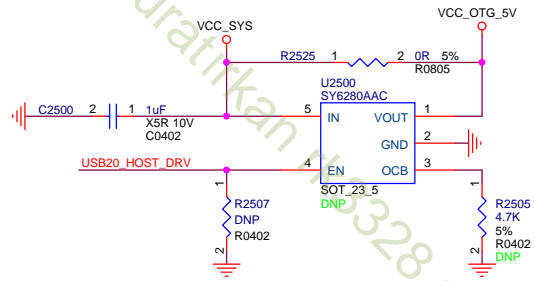 VCC_SYS
VCC_OTG_5V
R2525 1 2 0R 5%
R0805
U2500
SY6280AAC
C2500 2 1 1uF
X5R 10V
C0402
5 IN VOUT 1
GND 2
USB20_HOST_DRV
4 EN OCB 3
SOT_23_5
DNP
1
R2507
DNP
R0402
2
1
R2505
4.7K
5%
R0402
DNP
2
uratirkan rk3328